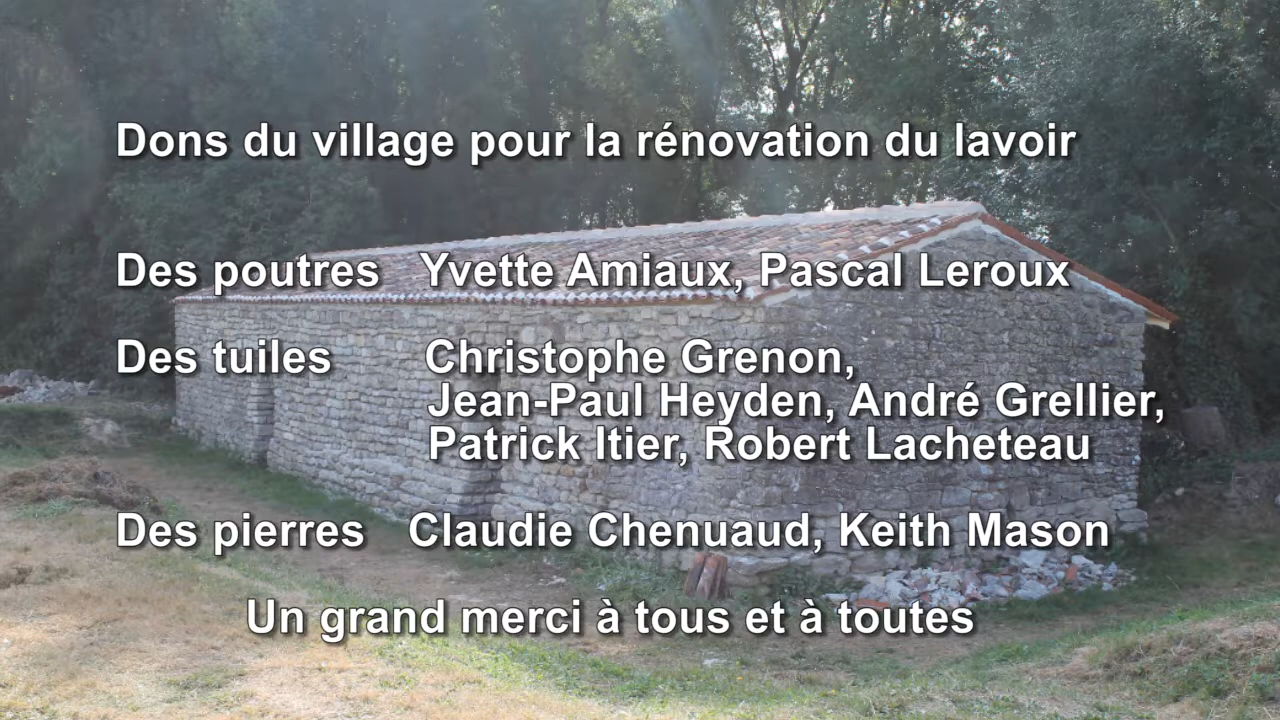 Dons du village pour la rénovation du lavoir
Des poutres Yvette Amiaux, Pascal Leroux
Des tuiles Christophe Grenon,
Jean-Paul Heyden, André Grellier,
Patrick Itier, Robert Lacheteau
Des pierres Claudie Chenuaud, Keith Mason
Un grand merci à tous et à toutes